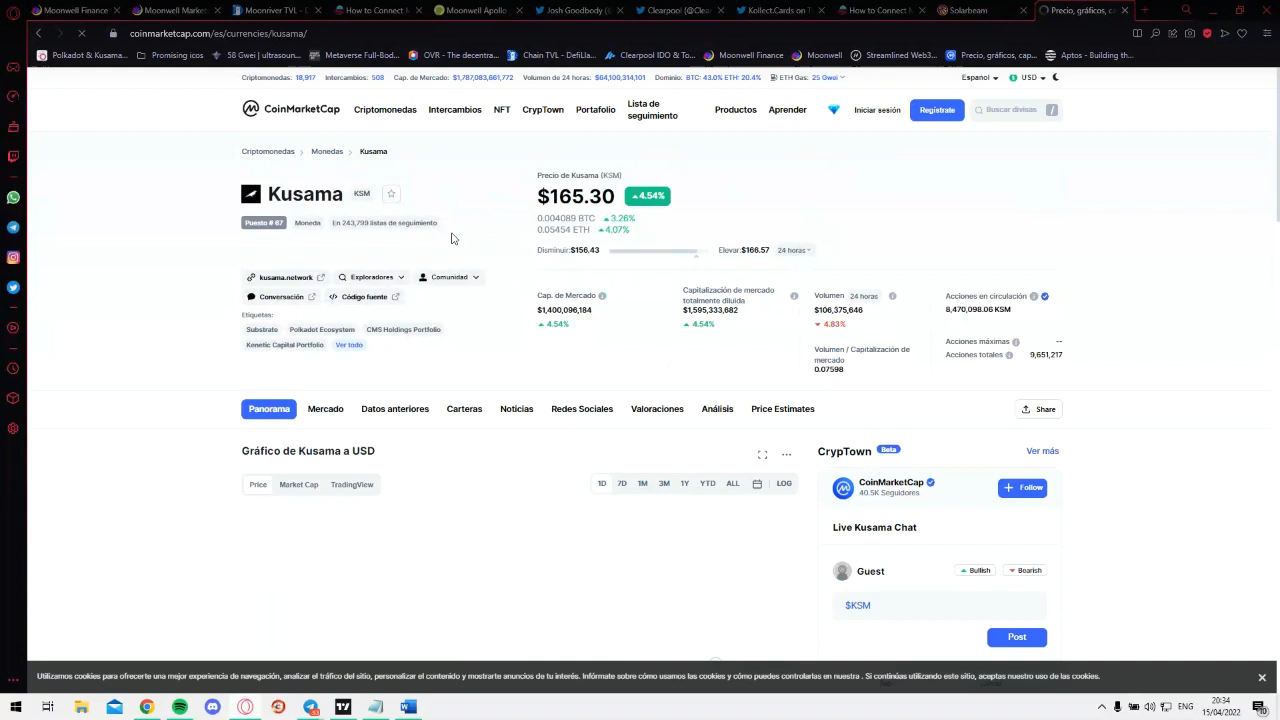 Moonwell Finance
Moonwell Market
Moonriver TVL - D
How to Connect M
Moonwell Apollo
Josh Goodbody (@
Clearpool (@Clear
Kollect.Cards on T
How to Connect M
Solarbeam
Precio, gráficos, ca
coinmarketcap.com/es/currencies/kusama/
Polkadot & Kusama...
Promising icos
58 Gwei | ultrasoun...
Metaverse Full-Bod...
OVR - The decentra...
Chain TVL - DefiLla...
Clearpool IDO & To...
Moonwell Finance
Moonwell
Streamlined Web3...
Precio, gráficos, cap...
Aptos - Building th...
Criptomonedas: 18,917 Intercambios: 508 Cap. de Mercado: $1,787,083,661,772 Volumen de 24 horas: $64,100,314,101 Dominio: BTC: 43.0% ETH: 20.4% ETH Gas: 25 Gwei
Español USD
CoinMarketCap Criptomonedas Intercambios NFT CrypTown Portafolio Lista de seguimiento Productos Aprender Iniciar sesión Regístrate Buscar divisas /
Criptomonedas Monedas Kusama
Kusama KSM
Puesto # 67 Moneda En 243,799 listas de seguimiento
kusama.network Exploradores Comunidad
Conversación Código fuente
Etiquetas:
Substrato Polkadot Ecosystem CMS Holdings Portfolio
Kenetic Capital Portfolio Ver todo
Precio de Kusama (KSM)
$165.30 4.54%
0.004089 BTC 3.26%
0.05454 ETH 4.07%
Disminuir:$156.43 Elevar:$166.57 24 horas
Cap. de Mercado
$1,400,096,184
4.54%
Capitalización de mercado
totalmente diluida
$1,595,333,682
4.54%
Volumen 24 horas
$106,375,646
4.83%
Volumen / Capitalización de
mercado
0.07598
Acciones en circulación
8,470,098.06 KSM
Acciones máximas --
Acciones totales 9,651,217
Panorama Mercado Datos anteriores Carteras Noticias Redes Sociales Valoraciones Análisis Price Estimates Share
Gráfico de Kusama a USD
Price Market Cap TradingView
1D 7D 1M 3M 1Y YTD ALL LOG
CrypTown Beta Ver más
CoinMarketCap
40.5K Seguidores
Follow
Live Kusama Chat
Guest Bullish Bearish
$KSM
Post
Utilizamos cookies para ofrecerte una mejor experiencia de navegación, analizar el tráfico del sitio, personalizar el contenido y mostrarte anuncios de tu interés. Infórmate sobre cómo usamos las cookies y cómo puedes controlarlas en nuestra . Si continúas utilizando este sitio, aceptas nuestro uso de las cookies.
ENG
20:34
15/04/2022